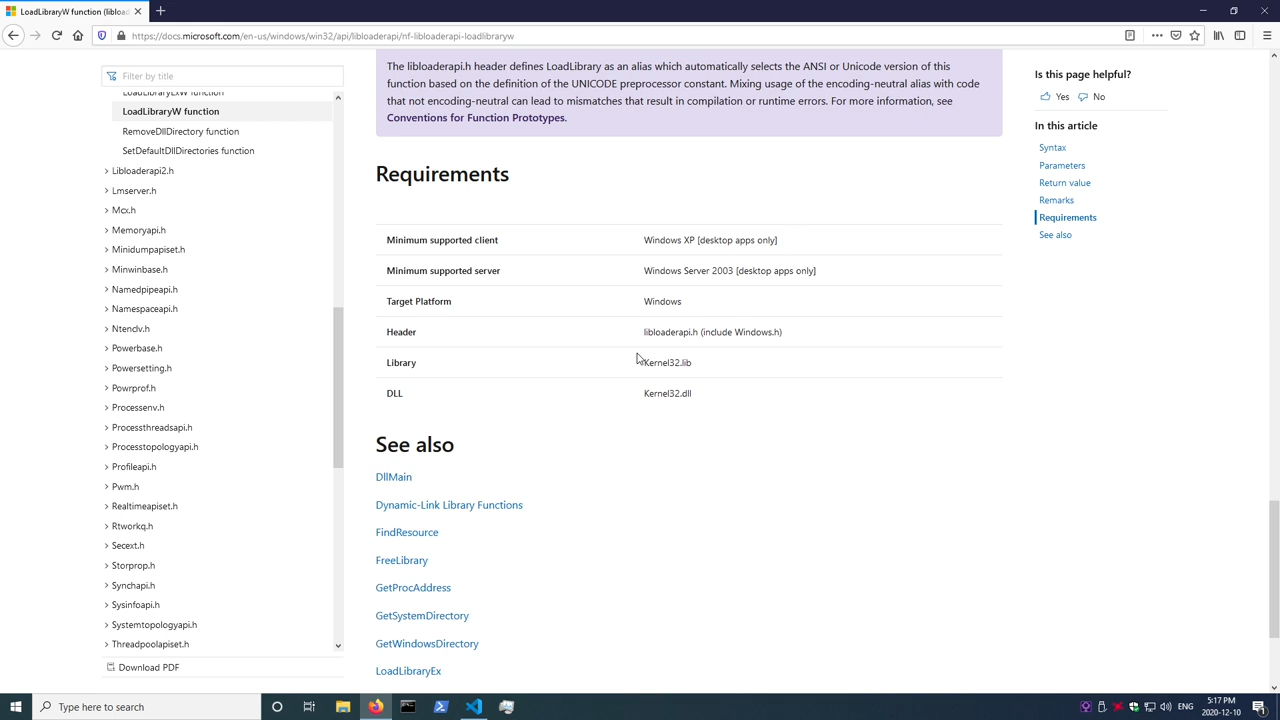 LoadLibraryW function (libload
https://docs.microsoft.com/en-us/windows/win32/api/libloaderapi/nf-libloaderapi-loadlibraryw
Filter by title
LoadLibraryExW function
LoadLibraryW function
RemoveDllDirectory function
SetDefaultDllDirectories function
Libloaderapi2.h
Lmserver.h
Mcx.h
Memoryapi.h
Minidumpapiset.h
Minwinbase.h
Namedpipeapi.h
Namespaceapi.h
Ntenclv.h
Powerbase.h
Powersetting.h
Powrprof.h
Processenv.h
Processthreadsapi.h
Processtopologyapi.h
Profileapi.h
Pwm.h
Realtimeapiset.h
Rtworkq.h
Secext.h
Storprop.h
Synchapi.h
Sysinfoapi.h
Systemtopologyapi.h
Threadpoolapiset.h
Download PDF
The libloaderapi.h header defines LoadLibrary as an alias which automatically selects the ANSI or Unicode version of this
function based on the definition of the UNICODE preprocessor constant. Mixing usage of the encoding-neutral alias with code
that not encoding-neutral can lead to mismatches that result in compilation or runtime errors. For more information, see
Conventions for Function Prototypes.
Requirements
Minimum supported client Windows XP [desktop apps only]
Minimum supported server Windows Server 2003 [desktop apps only]
Target Platform Windows
Header libloaderapi.h (include Windows.h)
Library Kernel32.lib
DLL Kernel32.dll
See also
DllMain
Dynamic-Link Library Functions
FindResource
FreeLibrary
GetProcAddress
GetSystemDirectory
GetWindowsDirectory
LoadLibraryEx
Is this page helpful?
Yes No
In this article
Syntax
Parameters
Return value
Remarks
Requirements
See also
Type here to search
ENG
5:17 PM
2020-12-10
1